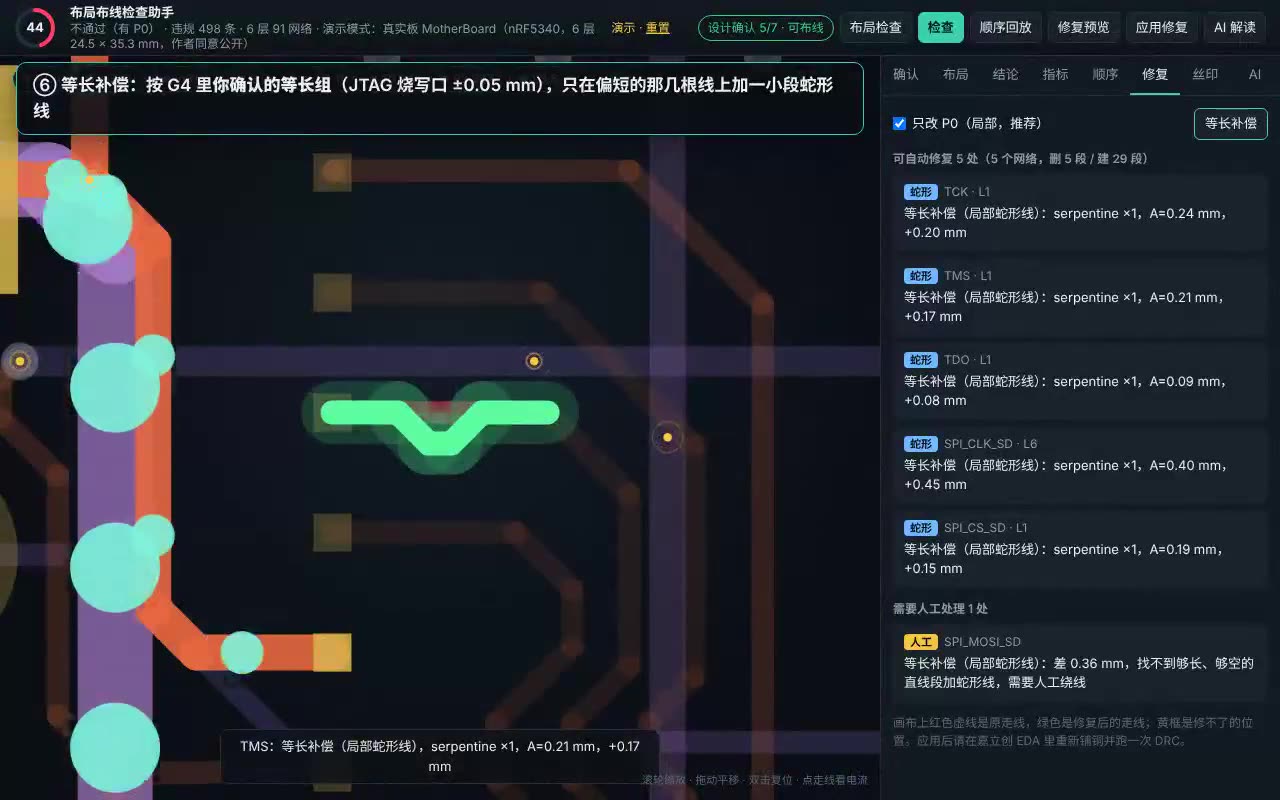 44
布局布线检查助手
不通过（有 P0） · 违规 498 条 · 6 层 91 网络 · 演示模式：真实板 MotherBoard（nRF5340，6 层
24.5 × 35.3 mm，作者同意公开）
演示 · 重置
设计确认 5/7 · 可布线
布局检查
检查
顺序回放
修复预览
应用修复
AI 解读
⑥ 等长补偿：按 G4 里你确认的等长组（JTAG 烧写口 ±0.05 mm），只在偏短的那几根线上加一小段蛇形
线
确认
布局
结论
指标
顺序
修复
丝印
AI
只改 P0（局部，推荐）
等长补偿
可自动修复 5 处（5 个网络，删 5 段 / 建 29 段）
蛇形 TCK · L1
等长补偿（局部蛇形线）：serpentine ×1，A=0.24 mm，
+0.20 mm
蛇形 TMS · L1
等长补偿（局部蛇形线）：serpentine ×1，A=0.21 mm，
+0.17 mm
蛇形 TDO · L1
等长补偿（局部蛇形线）：serpentine ×1，A=0.09 mm，
+0.08 mm
蛇形 SPI_CLK_SD · L6
等长补偿（局部蛇形线）：serpentine ×1，A=0.40 mm，
+0.45 mm
蛇形 SPI_CS_SD · L1
等长补偿（局部蛇形线）：serpentine ×1，A=0.19 mm，
+0.15 mm
需要人工处理 1 处
人工 SPI_MOSI_SD
等长补偿（局部蛇形线）：差 0.36 mm，找不到够长、够空的
直线段加蛇形线，需要人工绕线
画布上红色虚线是原走线，绿色是修复后的走线；黄框是修不了的位
置。应用后请在嘉立创 EDA 里重新铺铜并跑一次 DRC。
TMS：等长补偿（局部蛇形线），serpentine ×1，A=0.21 mm，+0.17
mm
滚轮缩放 · 拖动平移 · 双击复位 · 点走线看电流